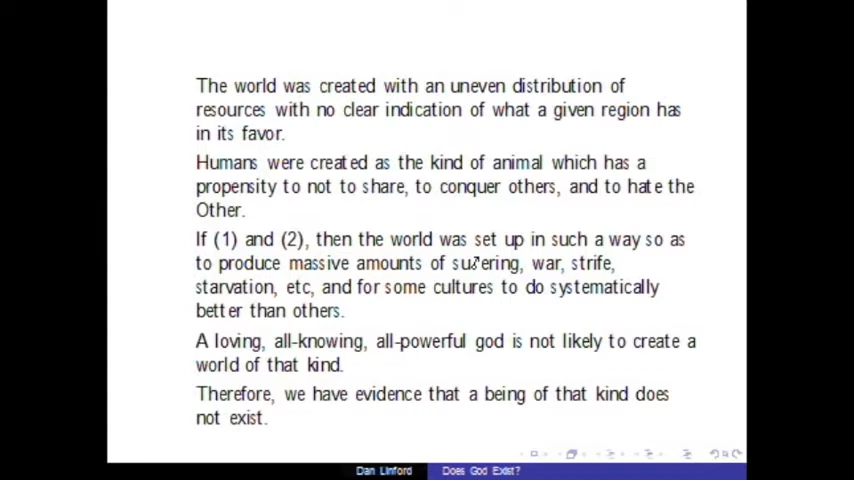 The world was created with an uneven distribution of
resources with no clear indication of what a given region has
in its favor.
Humans were created as the kind of animal which has a
propensity to not to share, to conquer others, and to hate the
Other.
If (1) and (2), then the world was set up in such a way so as
to produce massive amounts of suffering, war, strife,
starvation, etc, and for some cultures to do systematically
better than others.
A loving, all-knowing, all-powerful god is not likely to create a
world of that kind.
Therefore, we have evidence that a being of that kind does
not exist.
Dan Linford Does God Exist?